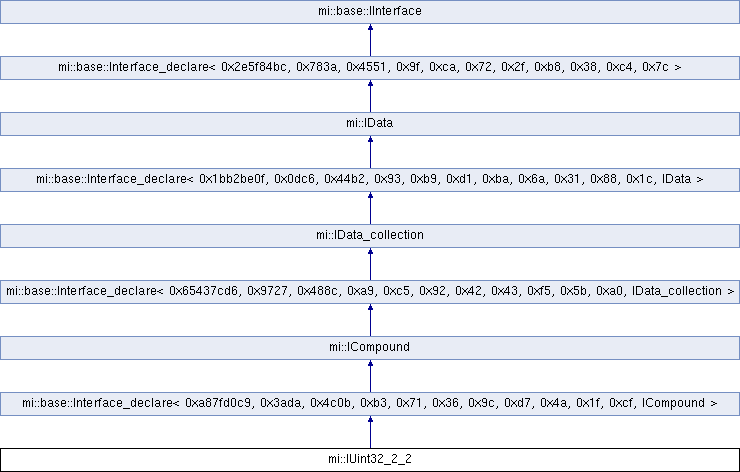 mi::base::IInterface
mi::base::Interface_declare< 0x2e5f84bc, 0x783a, 0x4551, 0x9f, 0xca, 0x72, 0x2f, 0xb8, 0x38, 0xc4, 0x7c >
mi::IData
mi::base::Interface_declare< 0x1bb2be0f, 0x0dc6, 0x44b2, 0x93, 0xb9, 0xd1, 0xba, 0x6a, 0x31, 0x88, 0x1c, IData >
mi::IData_collection
mi::base::Interface_declare< 0x65437cd6, 0x9727, 0x488c, 0xa9, 0xc5, 0x92, 0x42, 0x43, 0xf5, 0x5b, 0xa0, IData_collection >
mi::ICompound
mi::base::Interface_declare< 0xa87fd0c9, 0x3ada, 0x4c0b, 0xb3, 0x71, 0x36, 0x9c, 0xd7, 0x4a, 0x1f, 0xcf, ICompound >
mi::IUint32_2_2